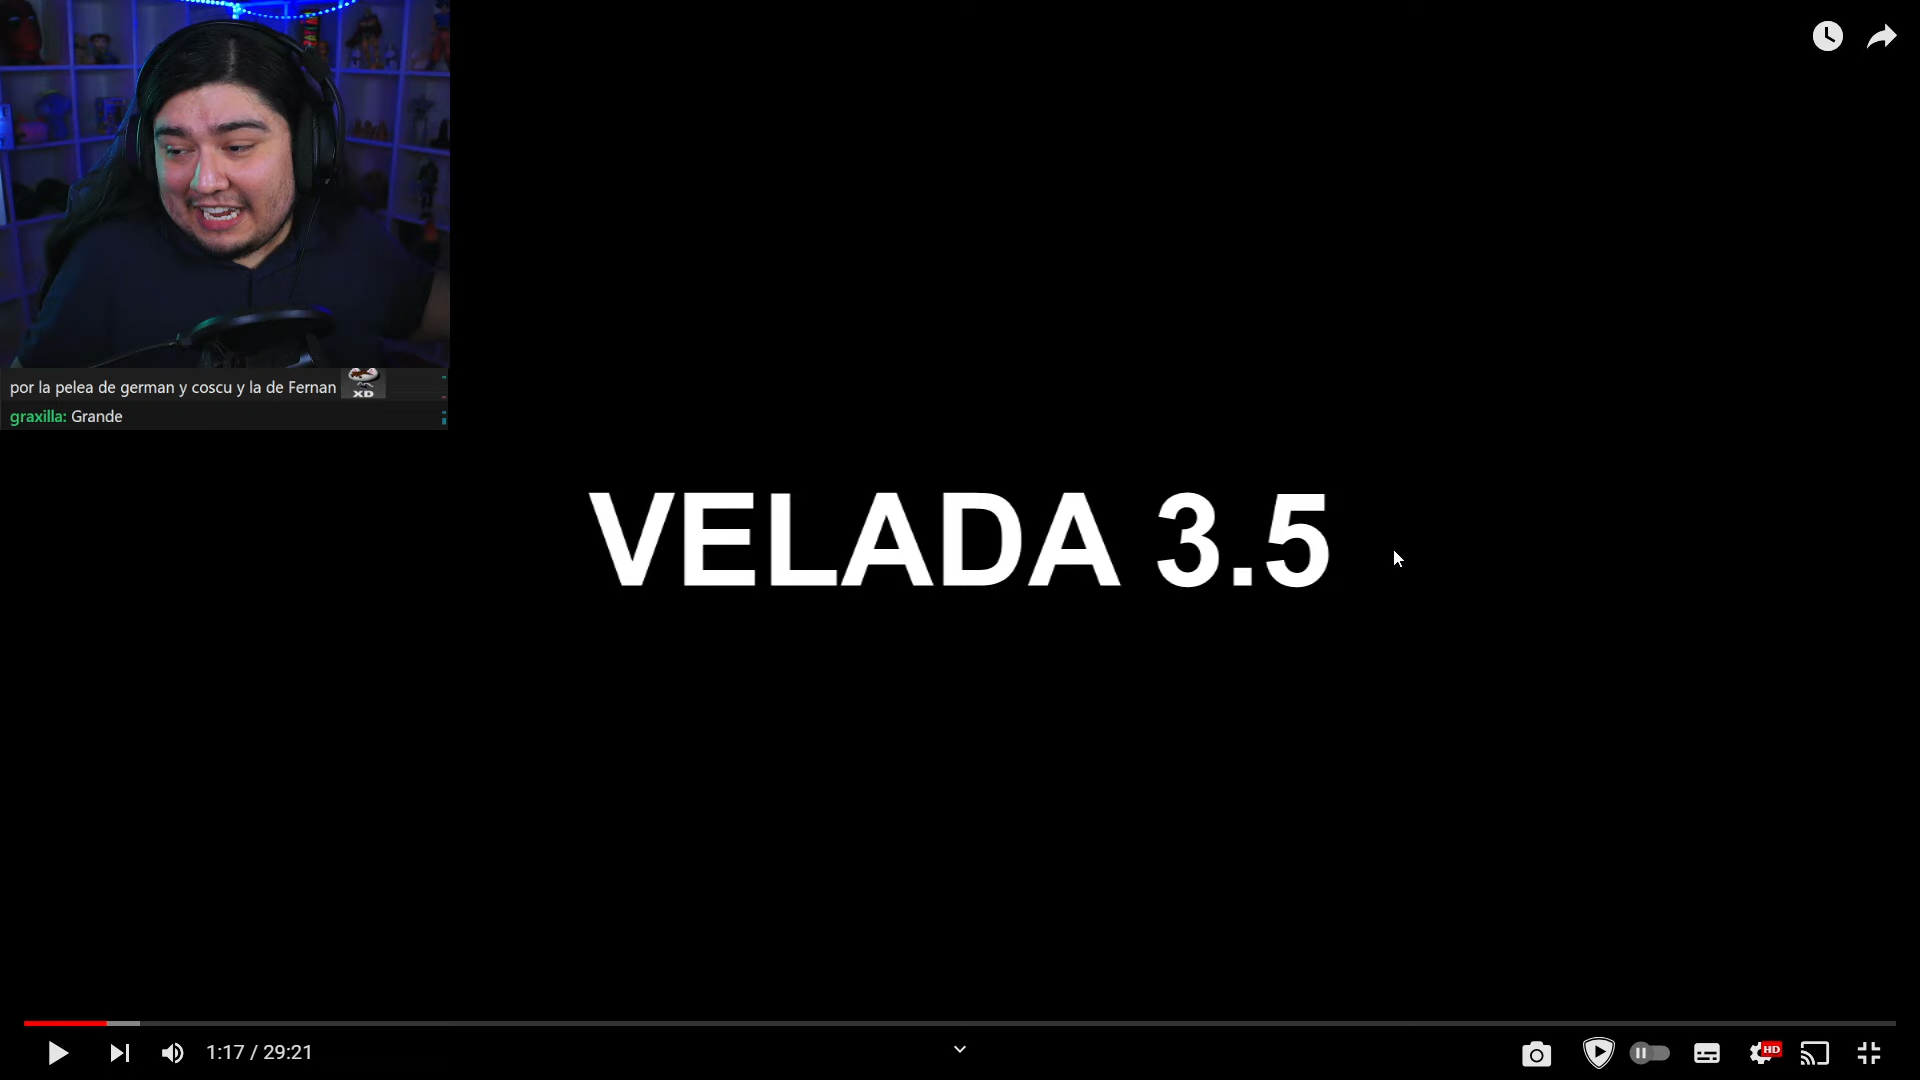 por la pelea de german y coscu y la de Fernan XD
graxilla: Grande
VELADA 3.5
1:17 / 29:21
HD